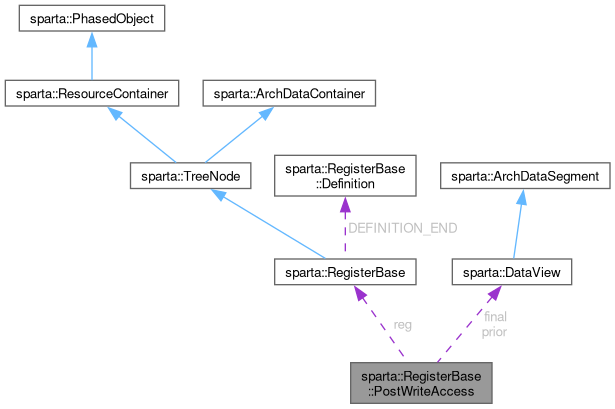 sparta::PhasedObject
sparta::ResourceContainer
sparta::ArchDataContainer
sparta::TreeNode
sparta::RegisterBase
::Definition
sparta::ArchDataSegment
DEFINITION_END
sparta::RegisterBase
sparta::DataView
reg
final
prior
sparta::RegisterBase
::PostWriteAccess